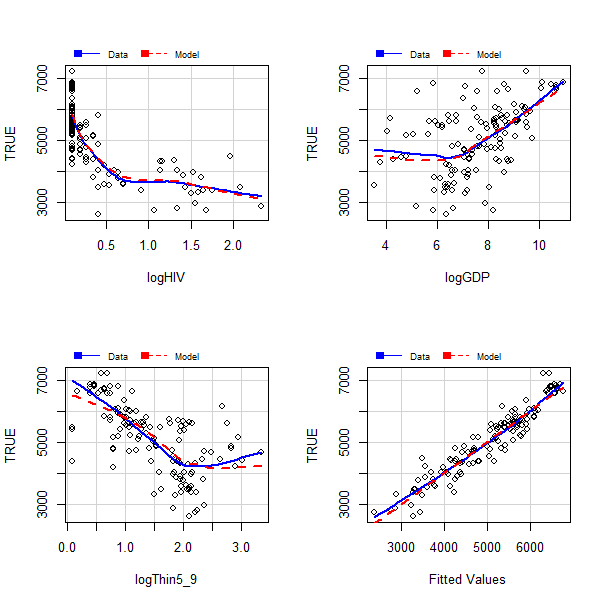 Data Model
TRUE
7000
5000
3000
0.5 1.0 1.5 2.0
logHIV
Data Model
TRUE
7000
5000
3000
4 6 8 10
logGDP
Data Model
TRUE
7000
5000
3000
0.0 1.0 2.0 3.0
logThin5_9
Data Model
TRUE
7000
5000
3000
3000 4000 5000 6000
Fitted Values